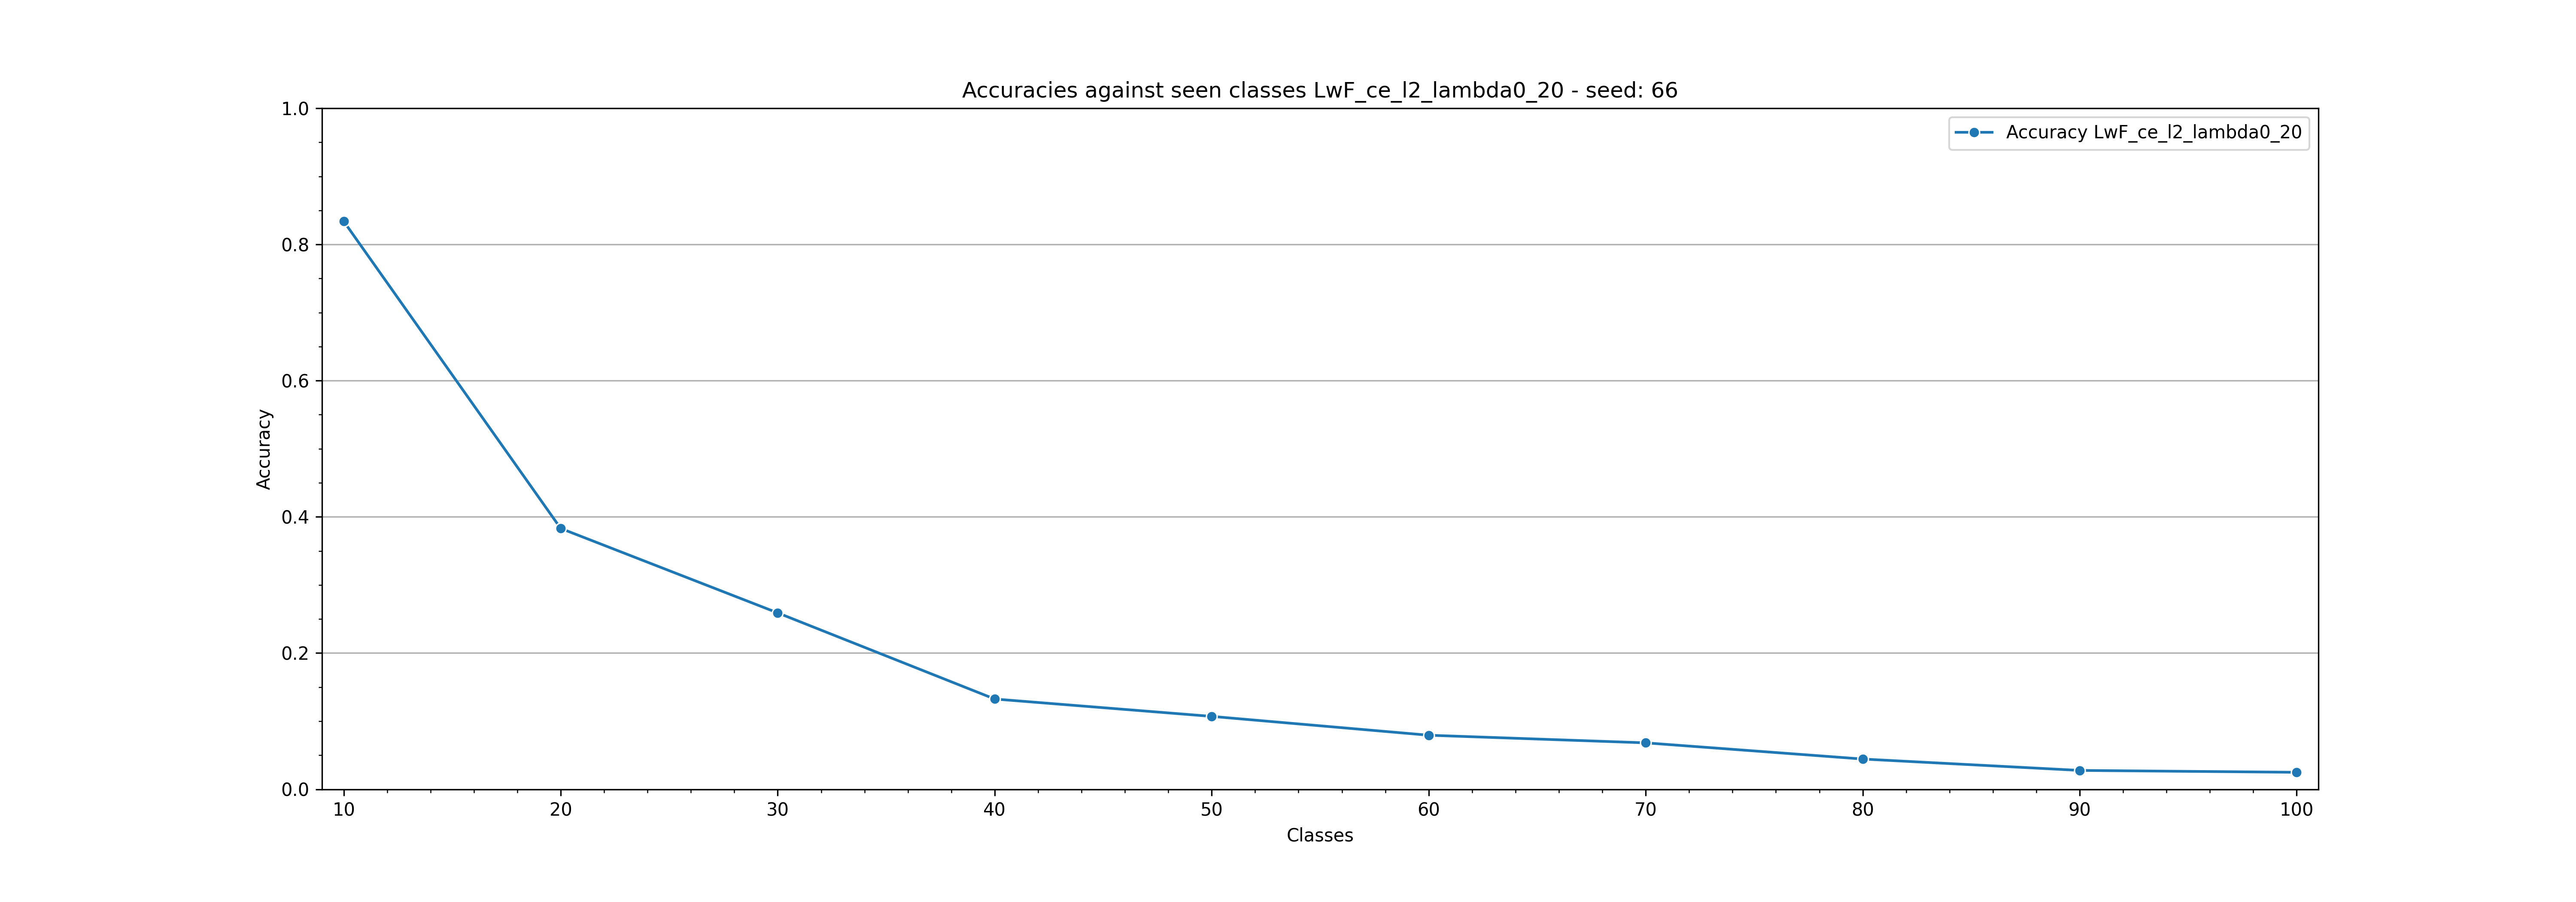 Accuracies against seen classes LwF_ce_l2_lambda0_20 - seed: 66
Accuracy LwF_ce_l2_lambda0_20
1.0
0.8
0.6
0.4
0.2
0.0
Accuracy
10 20 30 40 50 60 70 80 90 100
Classes